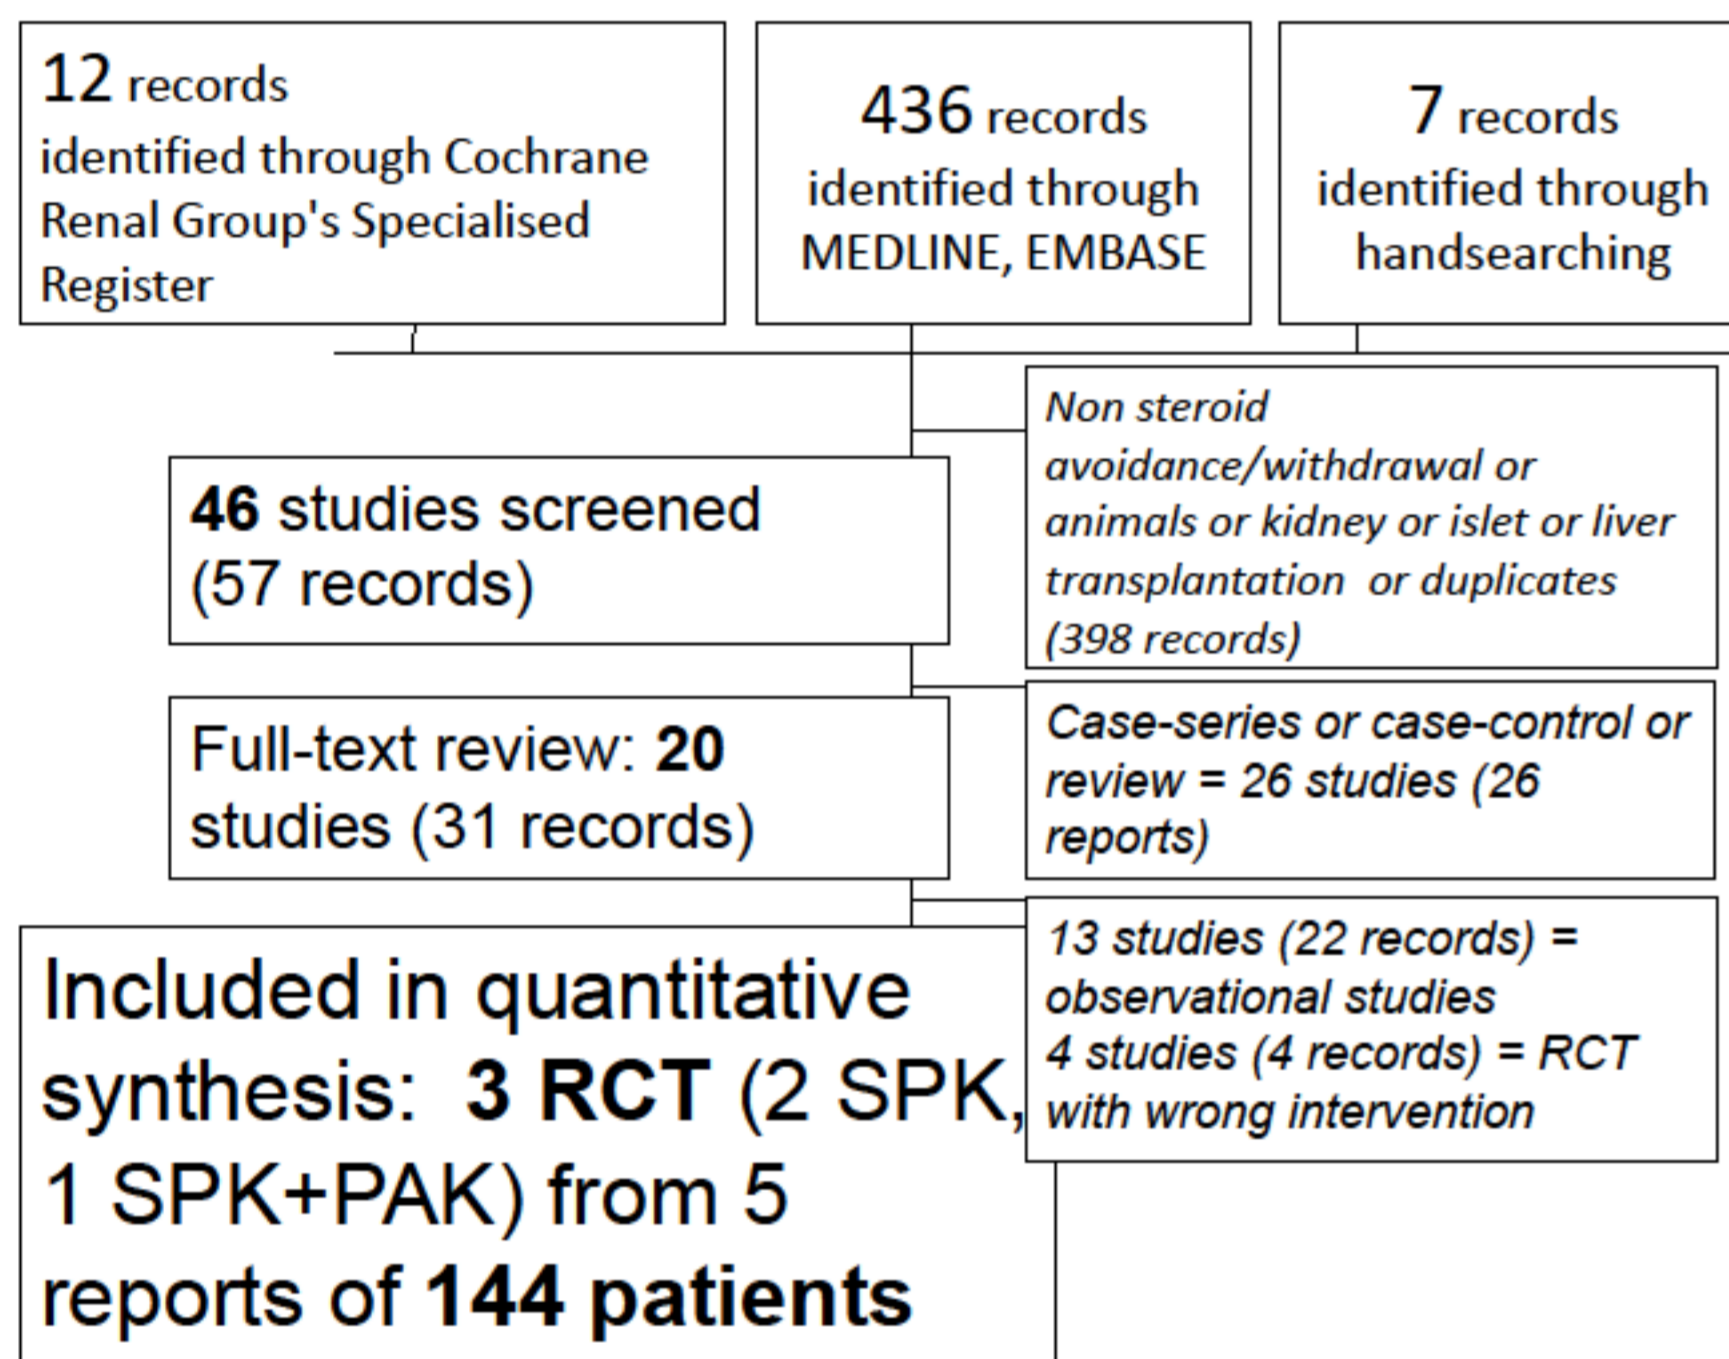 12 records
identified through Cochrane
Renal Group's Specialised
Register
436 records
identified through
MEDLINE, EMBASE
7 records
identified through
handsearching
Non steroid
avoidance/withdrawal or
animals or kidney or islet or liver
transplantation or duplicates
(398 records)
46 studies screened
(57 records)
Case-series or case-control or
review = 26 studies (26
reports)
Full-text review: 20
studies (31 records)
13 studies (22 records) =
observational studies
4 studies (4 records) = RCT
with wrong intervention
Included in quantitative
synthesis: 3 RCT (2 SPK,
1 SPK+PAK) from 5
reports of 144 patients